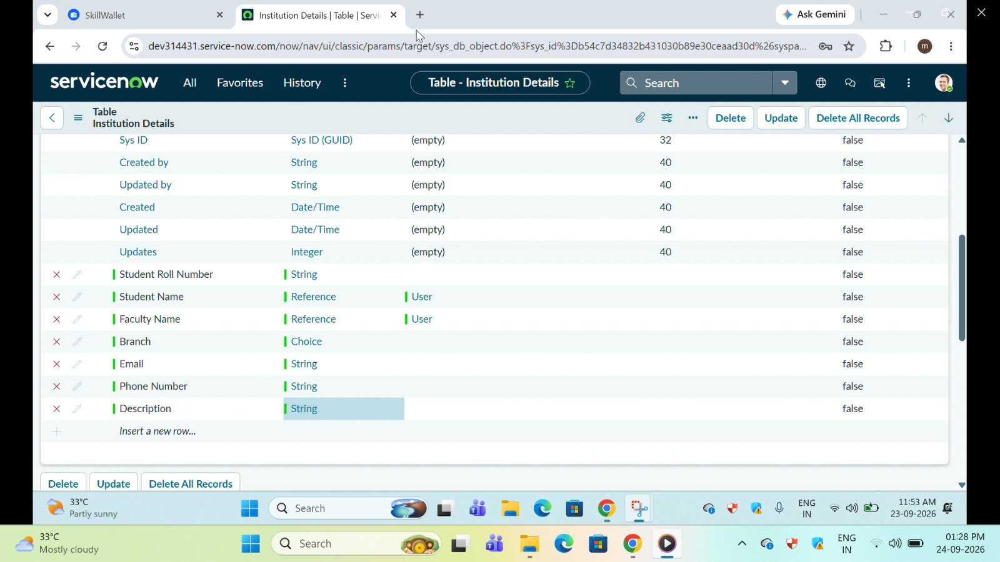 SkillWallet
Institution Details | Table | Servi
Ask Gemini
dev314431.service-now.com/now/nav/ui/classic/params/target/sys_db_object.do%3Fsys_id%3Db54c7d34832b431030b89e30ceaad30d%26syspa...
m
servicenow
All Favorites History
Table - Institution Details
Search
Table
Institution Details
Delete Update Delete All Records
Sys ID Sys ID (GUID) (empty) 32 false
Created by String (empty) 40 false
Updated by String (empty) 40 false
Created Date/Time (empty) 40 false
Updated Date/Time (empty) 40 false
Updates Integer (empty) 40 false
Student Roll Number String false
Student Name Reference User false
Faculty Name Reference User false
Branch Choice false
Email String false
Phone Number String false
Description String false
Insert a new row...
Delete Update Delete All Records
33°C
Partly sunny
Search
ENG
IN
11:53 AM
23-09-2026
33°C
Mostly cloudy
Search
ENG
IN
01:28 PM
24-09-2026